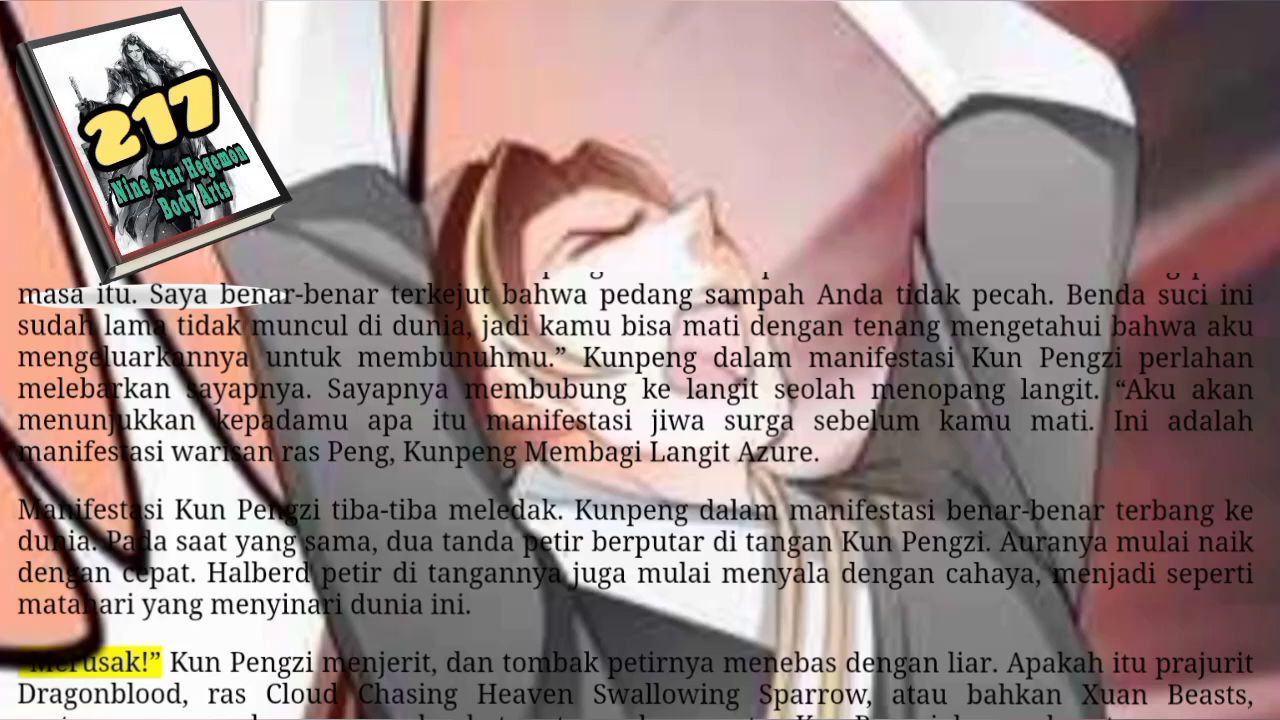 217
Nine Star Hegemon
Body Arts
masa itu. Saya benar-benar terkejut bahwa pedang sampah Anda tidak pecah. Benda suci ini
sudah lama tidak muncul di dunia, jadi kamu bisa mati dengan tenang mengetahui bahwa aku
mengeluarkannya untuk membunuhmu.” Kunpeng dalam manifestasi Kun Pengzi perlahan
melebarkan sayapnya. Sayapnya membubung ke langit seolah menopang langit. “Aku akan
menunjukkan kepadamu apa itu manifestasi jiwa surga sebelum kamu mati. Ini adalah
manifestasi warisan ras Peng, Kunpeng Membagi Langit Azure.
Manifestasi Kun Pengzi tiba-tiba meledak. Kunpeng dalam manifestasi benar-benar terbang ke
dunia. Pada saat yang sama, dua tanda petir berputar di tangan Kun Pengzi. Auranya mulai naik
dengan cepat. Halberd petir di tangannya juga mulai menyala dengan cahaya, menjadi seperti
matahari yang menyinari dunia ini.
“Merusak!” Kun Pengzi menjerit, dan tombak petirnya menebas dengan liar. Apakah itu prajurit
Dragonblood, ras Cloud Chasing Heaven Swallowing Sparrow, atau bahkan Xuan Beasts,